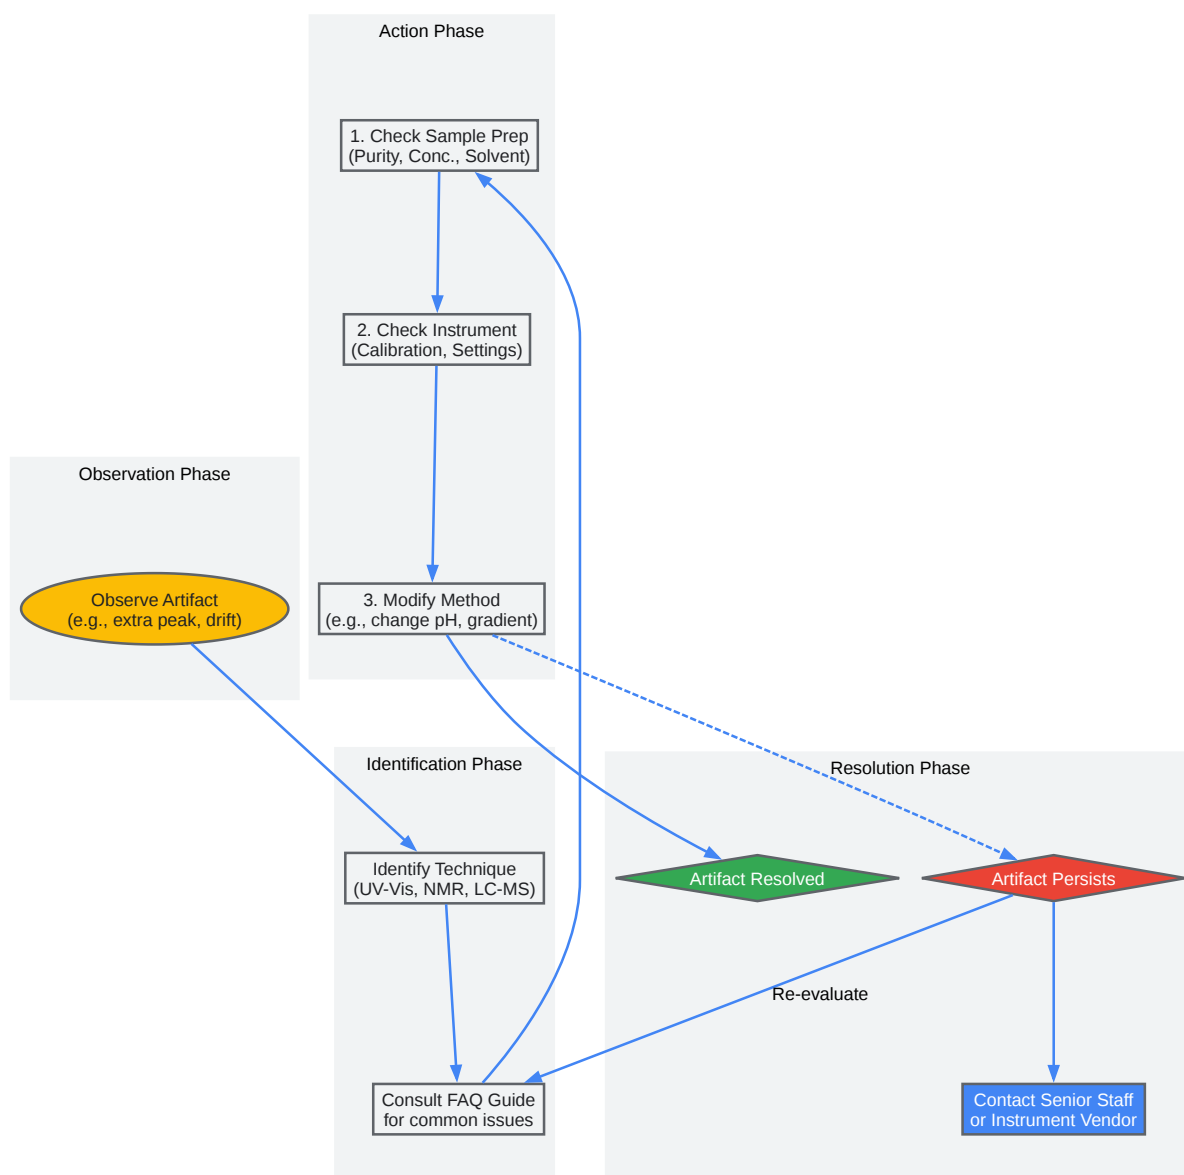 Action Phase
1. Check Sample Prep
(Purity, Conc., Solvent)
2. Check Instrument
(Calibration, Settings)
3. Modify Method
(e.g., change pH, gradient)
Observation Phase
Observe Artifact
(e.g., extra peak, drift)
Identification Phase
Identify Technique
(UV-Vis, NMR, LC-MS)
Consult FAQ Guide
for common issues
Resolution Phase
Artifact Resolved
Artifact Persists
Re-evaluate
Contact Senior Staff
or Instrument Vendor